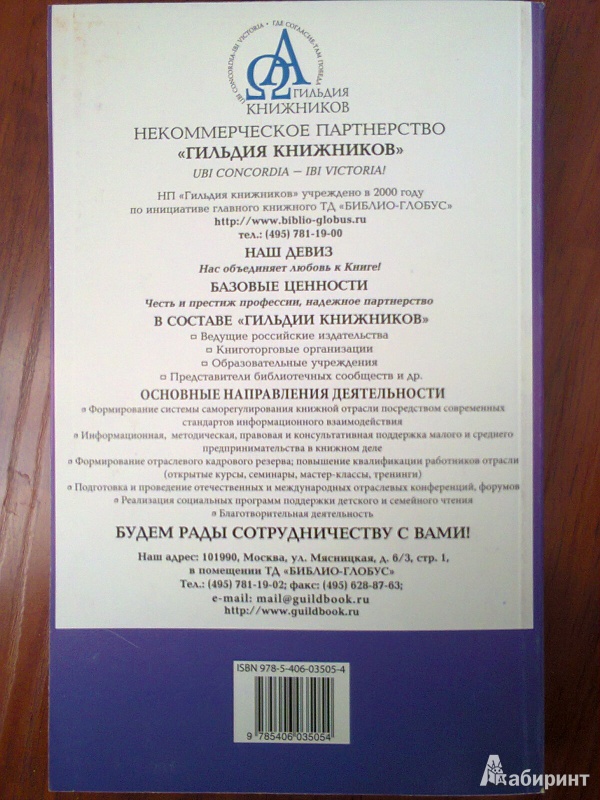 UBI CONCORDIA-IBI VICTORIA • ГДЕ СОГЛАСИЕ-ТАМ ПОБЕДА
ГИЛЬДИЯ
КНИЖНИКОВ
НЕКОММЕРЧЕСКОЕ ПАРТНЕРСТВО
«ГИЛЬДИЯ КНИЖНИКОВ»
UBI CONCORDIA — IBI VICTORIA!
НП «Гильдия книжников» учреждено в 2000 году
по инициативе главного книжного ТД «БИБЛИО-ГЛОБУС»
http://www.biblio-globus.ru
тел.: (495) 781-19-00
НАШ ДЕВИЗ
Нас объединяет любовь к Книге!
БАЗОВЫЕ ЦЕННОСТИ
Честь и престиж профессии, надежное партнерство
В СОСТАВЕ «ГИЛЬДИИ КНИЖНИКОВ»
Ведущие российские издательства
Книготорговые организации
Образовательные учреждения
Представители библиотечных сообществ и др.
ОСНОВНЫЕ НАПРАВЛЕНИЯ ДЕЯТЕЛЬНОСТИ
Формирование системы саморегулирования книжной отрасли посредством современных
стандартов информационного взаимодействия
Информационная, методическая, правовая и консультативная поддержка малого и среднего
предпринимательства в книжном деле
Формирование отраслевого кадрового резерва; повышение квалификации работников отрасли
(открытые курсы, семинары, мастер-классы, тренинги)
Подготовка и проведение отечественных и международных отраслевых конференций, форумов
Реализация социальных программ поддержки детского и семейного чтения
Благотворительная деятельность
БУДЕМ РАДЫ СОТРУДНИЧЕСТВУ С ВАМИ!
Наш адрес: 101990, Москва, ул. Мясницкая, д. 6/3, стр. 1,
в помещении ТД «БИБЛИО-ГЛОБУС»
Тел.: (495) 781-19-02; факс: (495) 628-87-63;
e-mail: mail@guildbook.ru
http://www.guildbook.ru
ISBN 978-5-406-03505-4
9 785406 035054
Лабиринт